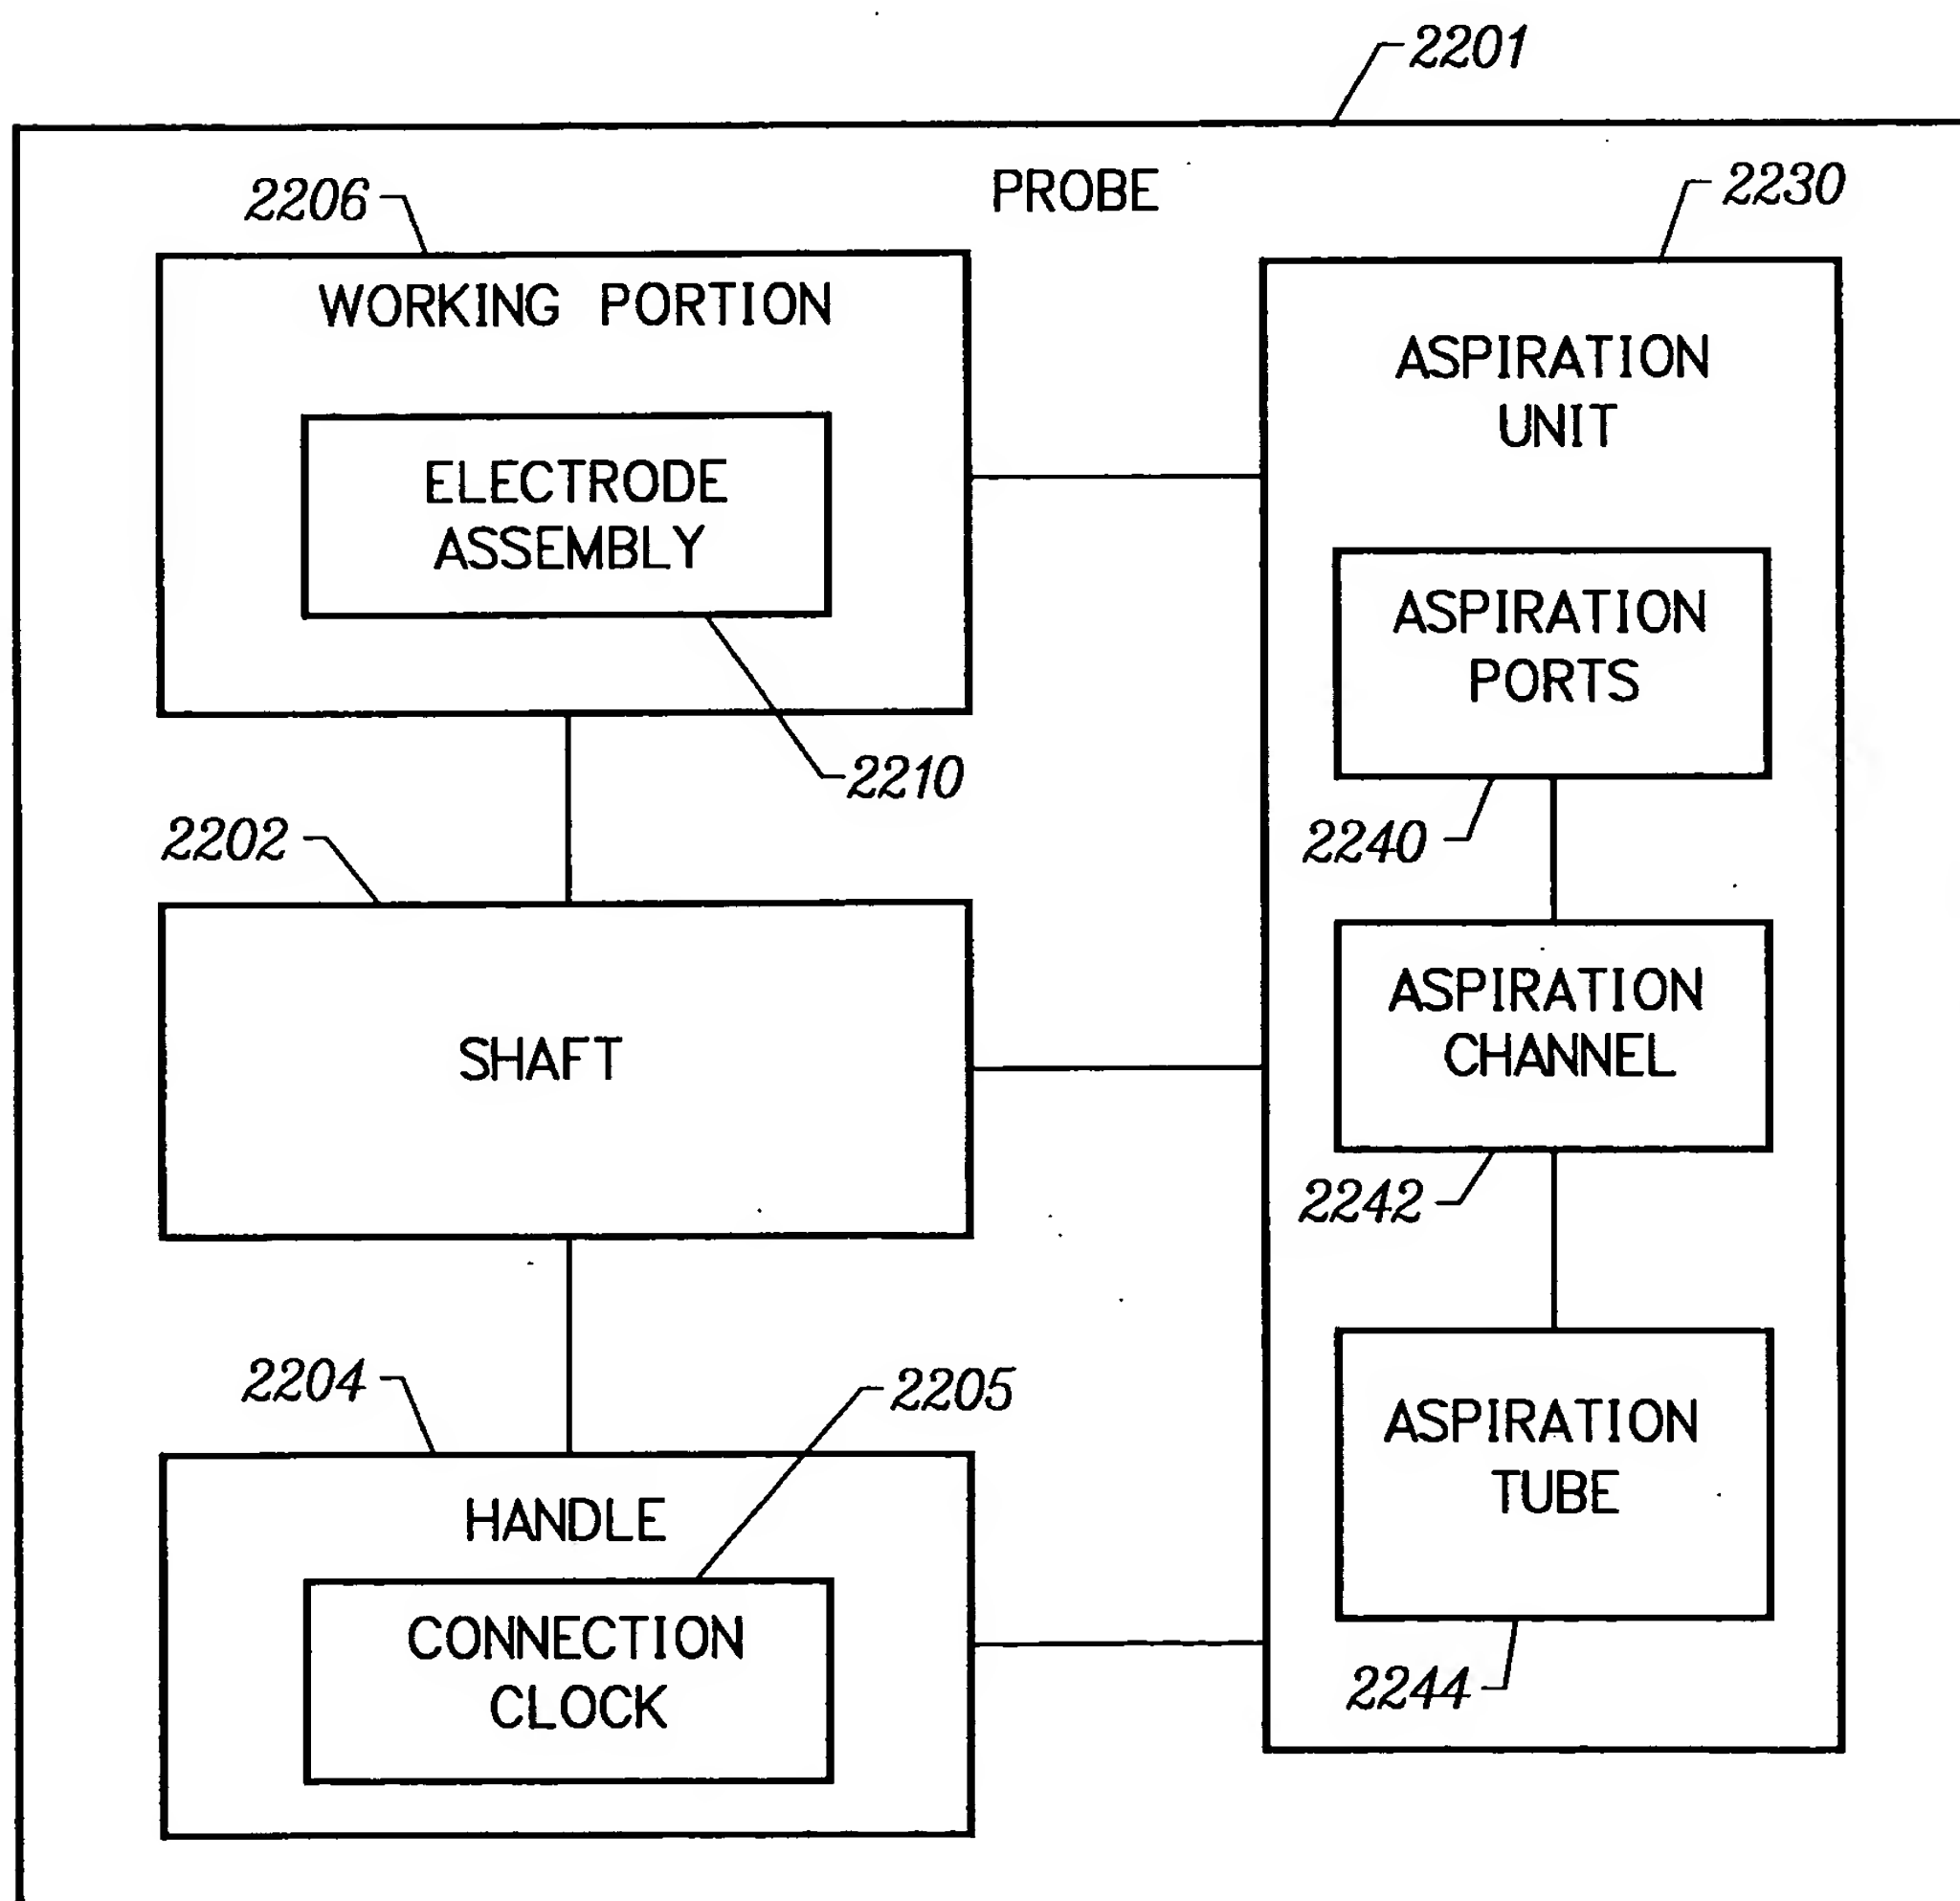 2201
PROBE
2206
2230
WORKING PORTION
ASPIRATION
UNIT
ELECTRODE
ASSEMBLY
ASPIRATION
PORTS
2210
2240
2202
SHAFT
ASPIRATION
CHANNEL
2242
2204
2205
HANDLE
ASPIRATION
TUBE
CONNECTION
CLOCK
2244